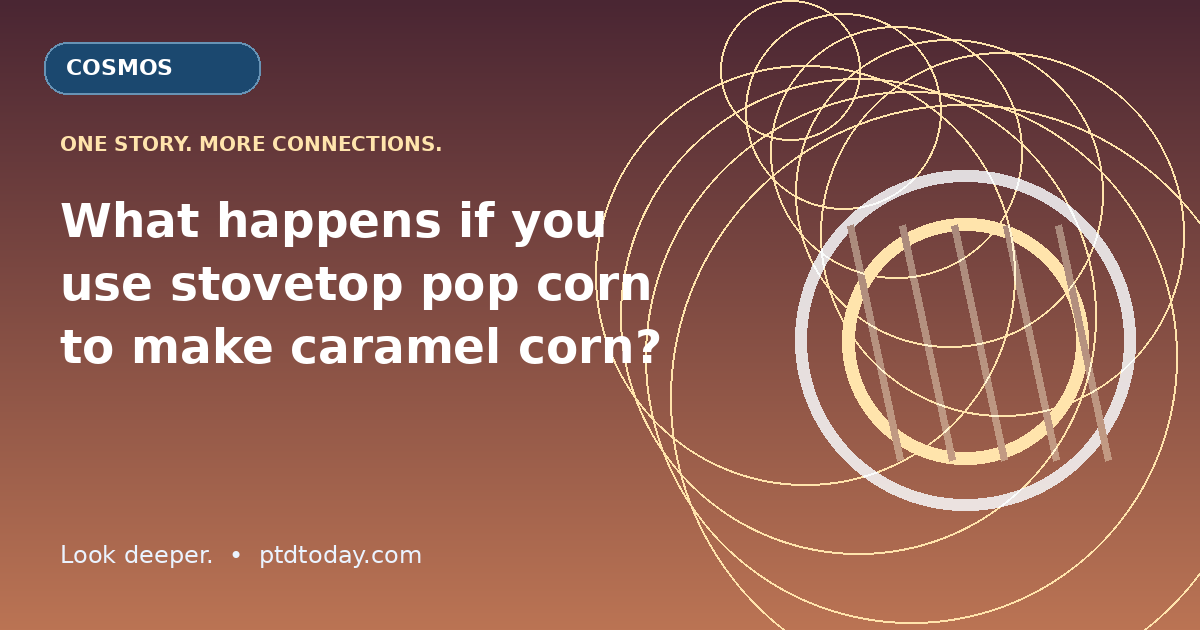 COSMOS
ONE STORY. MORE CONNECTIONS.
What happens if you
use stovetop pop corn
to make caramel corn?
Look deeper. • ptdtoday.com